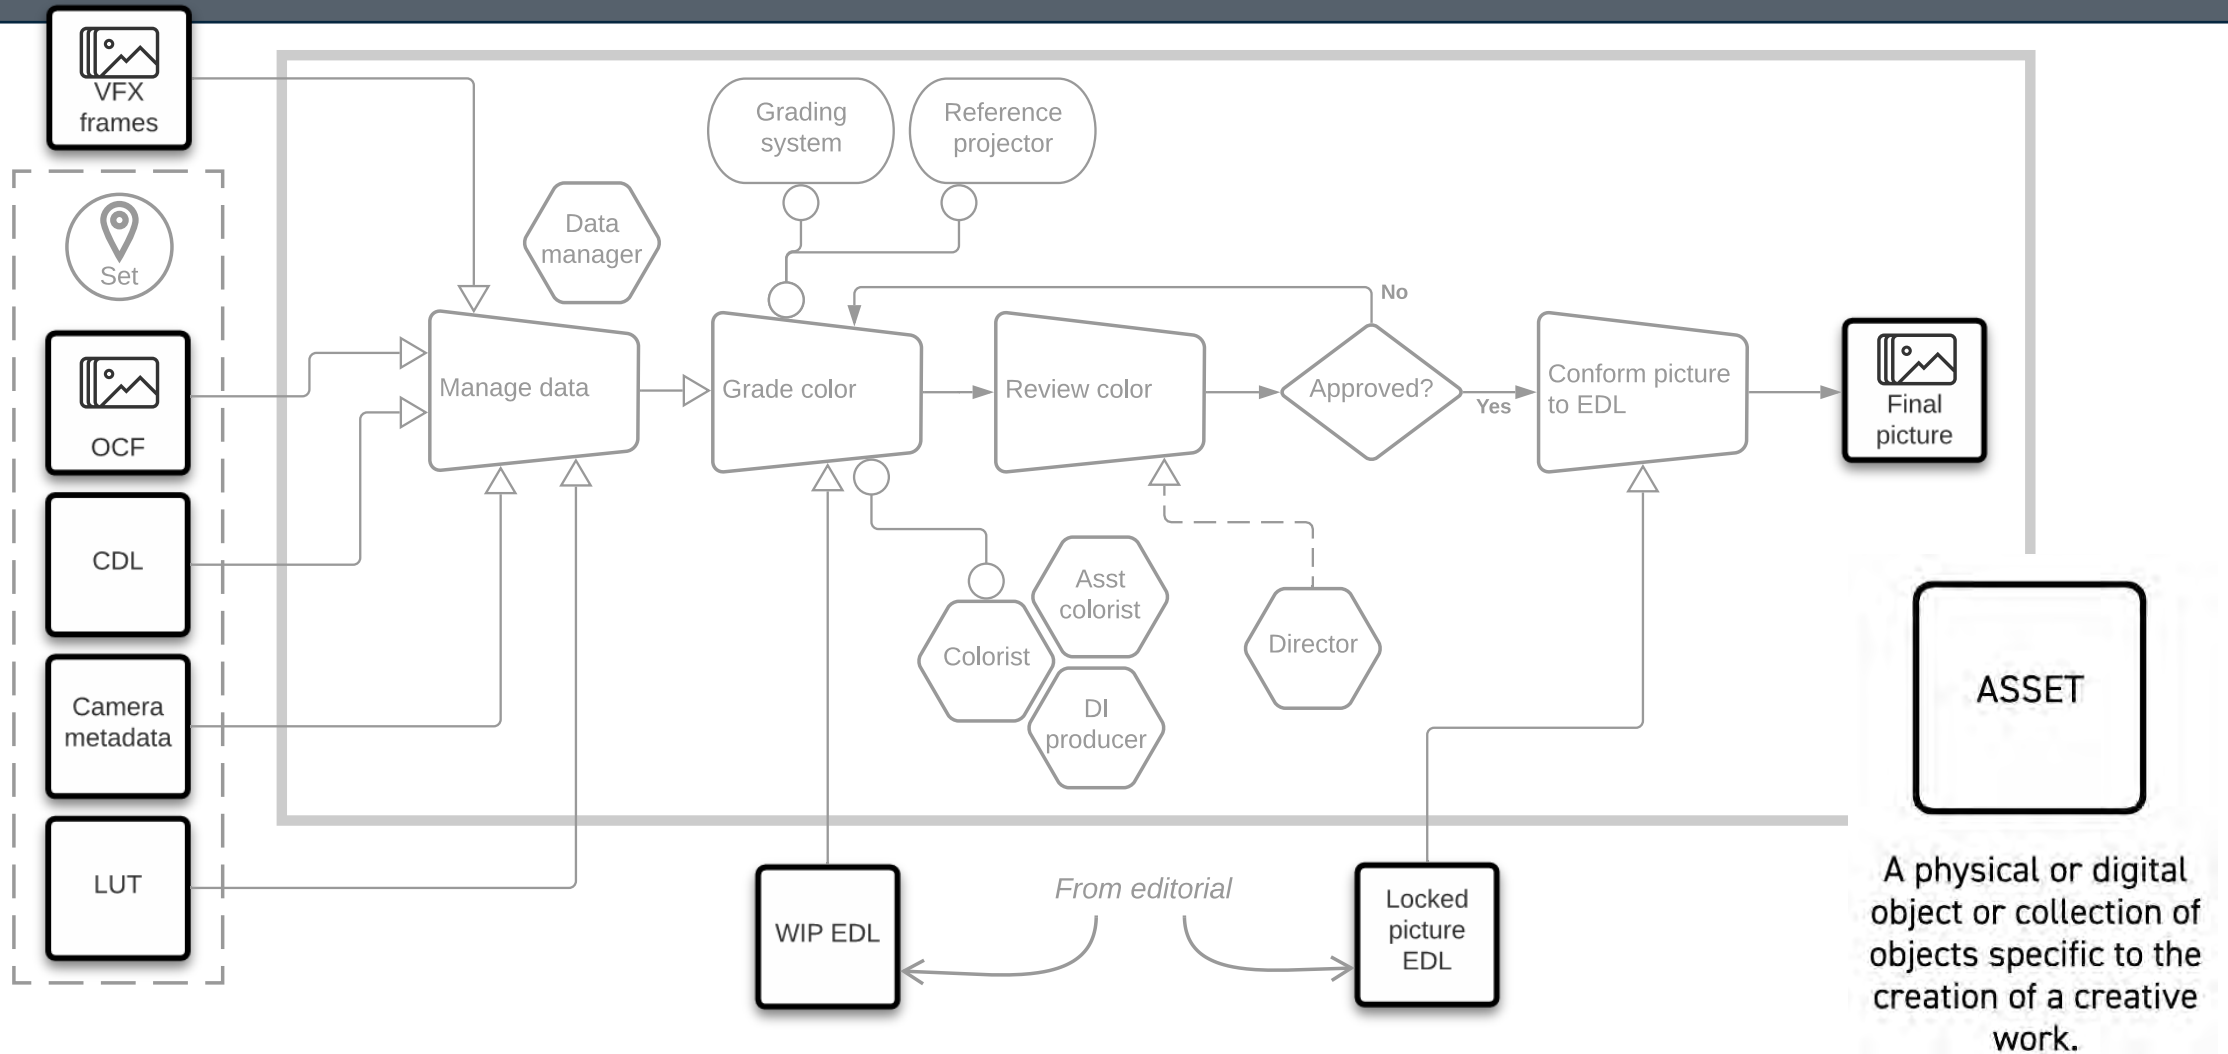 VFX
frames
Set
OCF
CDL
Camera
metadata
LUT
Data
manager
Manage data
Grading
system
Reference
projector
Grade color
Review color
No
Approved?
Yes
Conform picture
to EDL
Final
picture
Colorist
Asst
colorist
DI
producer
Director
WIP EDL
From editorial
Locked
picture
EDL
ASSET
A physical or digital
object or collection of
objects specific to the
creation of a creative
work.